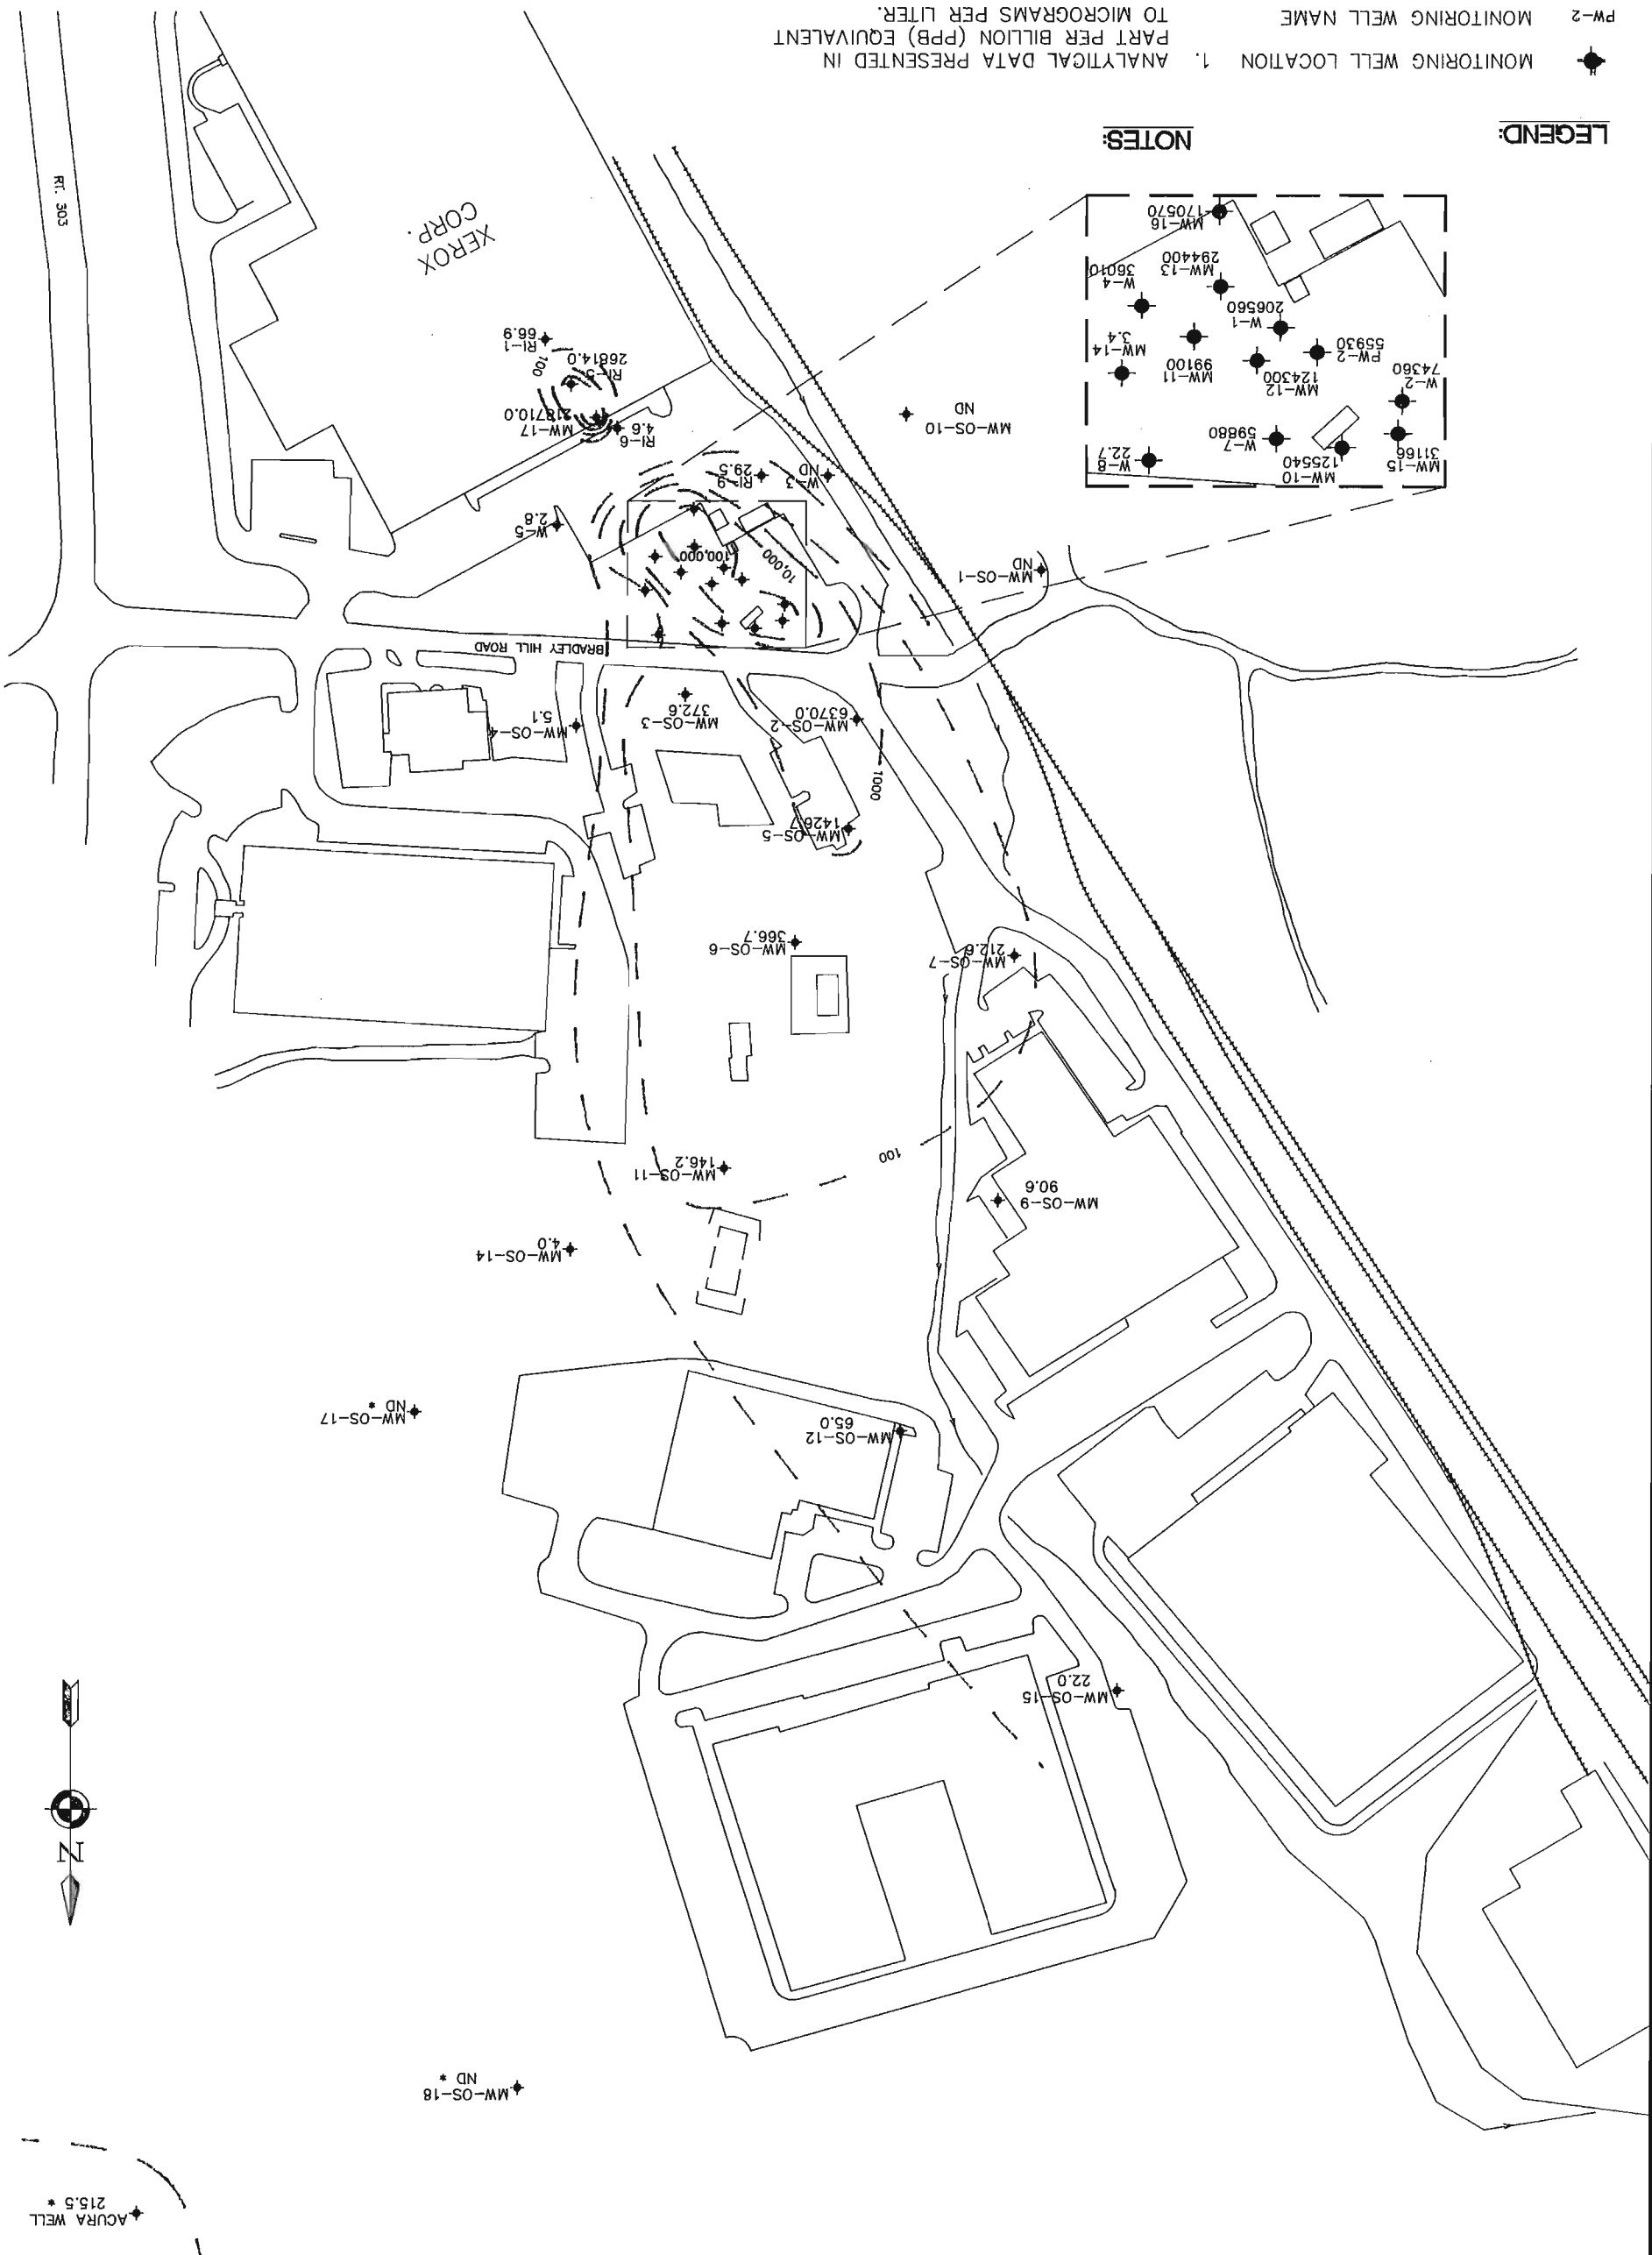 ACURA WELL
215.5 *
MW-OS-18
ND *
N
MW-OS-15
22.0
MW-OS-12
65.0
MW-OS-17
ND *
MW-OS-14
4.0
MW-OS-9
90.6
MW-OS-11
146.2
100
MW-OS-7
212.6
MW-OS-6
366.7
MW-OS-5
1426.7
1000
MW-OS-2
6370.0
MW-OS-3
372.6
MW-OS-4
5.1
BRADLEY HILL ROAD
MW-OS-1
ND
10,000
100,000
W-5
2.8
W-3
ND
RI-9
29.5
RI-6
4.6
MW-OS-10
ND
MW-17
218710.0
RI-5
26814.0
100
RI-1
66.9
XEROX
CORP.
RT. 303
MW-15
31166
MW-10
125540
W-7
59880
W-8
22.7
W-2
74360
MW-12
124300
MW-11
99100
PW-2
55930
MW-14
3.4
W-1
206560
W-4
36010
MW-13
294400
MW-16
170570
LEGEND:
MONITORING WELL LOCATION
PW-2 MONITORING WELL NAME
NOTES:
1. ANALYTICAL DATA PRESENTED IN
PART PER BILLION (PPB) EQUIVALENT
TO MICROGRAMS PER LITER.